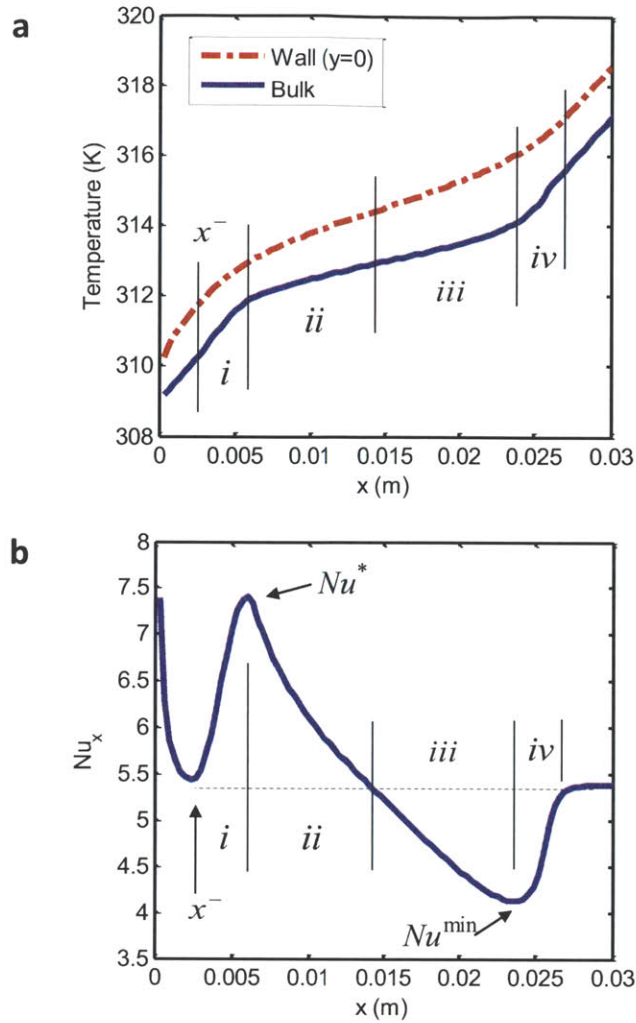 a
320
318
316
314
312
310
308
Temperature (K)
Wall (y=0)
Bulk
x⁻
i
ii
iii
iv
0
0.005
0.01
0.015
0.02
0.025
0.03
x (m)
b
8
7.5
7
6.5
6
5.5
5
4.5
4
3.5
Nuₓ
Nu*
i
ii
iii
iv
x⁻
Nuᵐⁱⁿ
0
0.005
0.01
0.015
0.02
0.025
0.03
x (m)